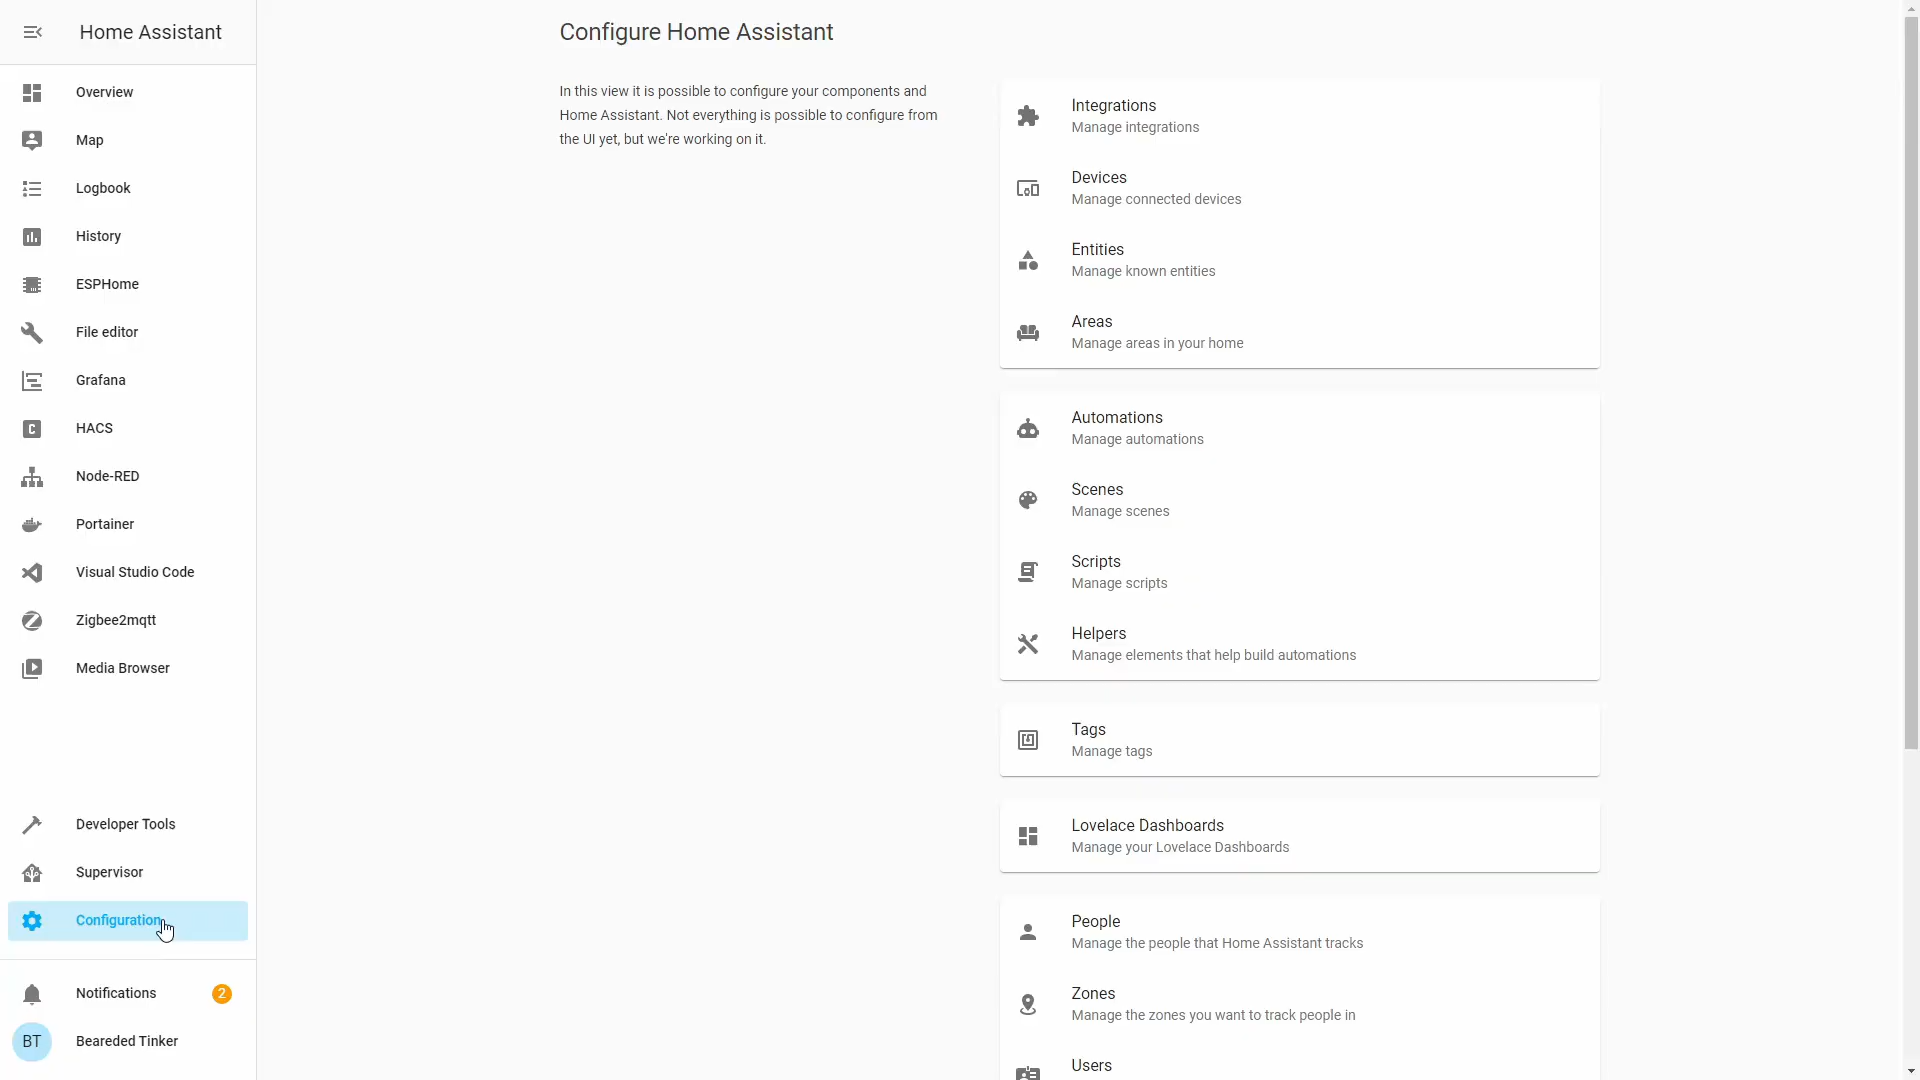 Home Assistant
Overview
Map
Logbook
History
ESPHome
File editor
Grafana
HACS
Node-RED
Portainer
Visual Studio Code
Zigbee2mqtt
Media Browser
Developer Tools
Supervisor
Configuration
Notifications 2
BT Bearded Tinker
Configure Home Assistant
In this view it is possible to configure your components and
Home Assistant. Not everything is possible to configure from
the UI yet, but we're working on it.
Integrations
Manage integrations
Devices
Manage connected devices
Entities
Manage known entities
Areas
Manage areas in your home
Automations
Manage automations
Scenes
Manage scenes
Scripts
Manage scripts
Helpers
Manage elements that help build automations
Tags
Manage tags
Lovelace Dashboards
Manage your Lovelace Dashboards
People
Manage the people that Home Assistant tracks
Zones
Manage the zones you want to track people in
Users